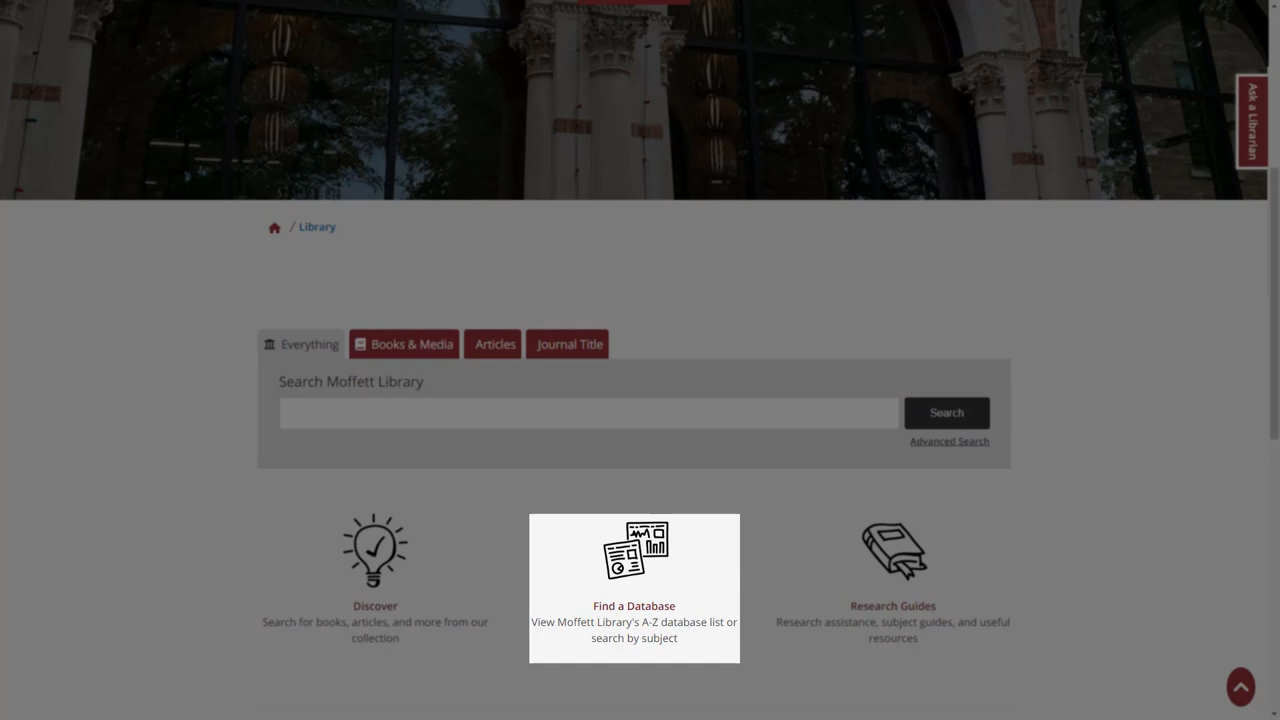 Ask a Librarian
/ Library
Everything
Books & Media
Articles
Journal Title
Search Moffett Library
Search
Advanced Search
Discover
Search for books, articles, and more from our
collection
Find a Database
View Moffett Library's A-Z database list or
search by subject
Research Guides
Research assistance, subject guides, and useful
resources